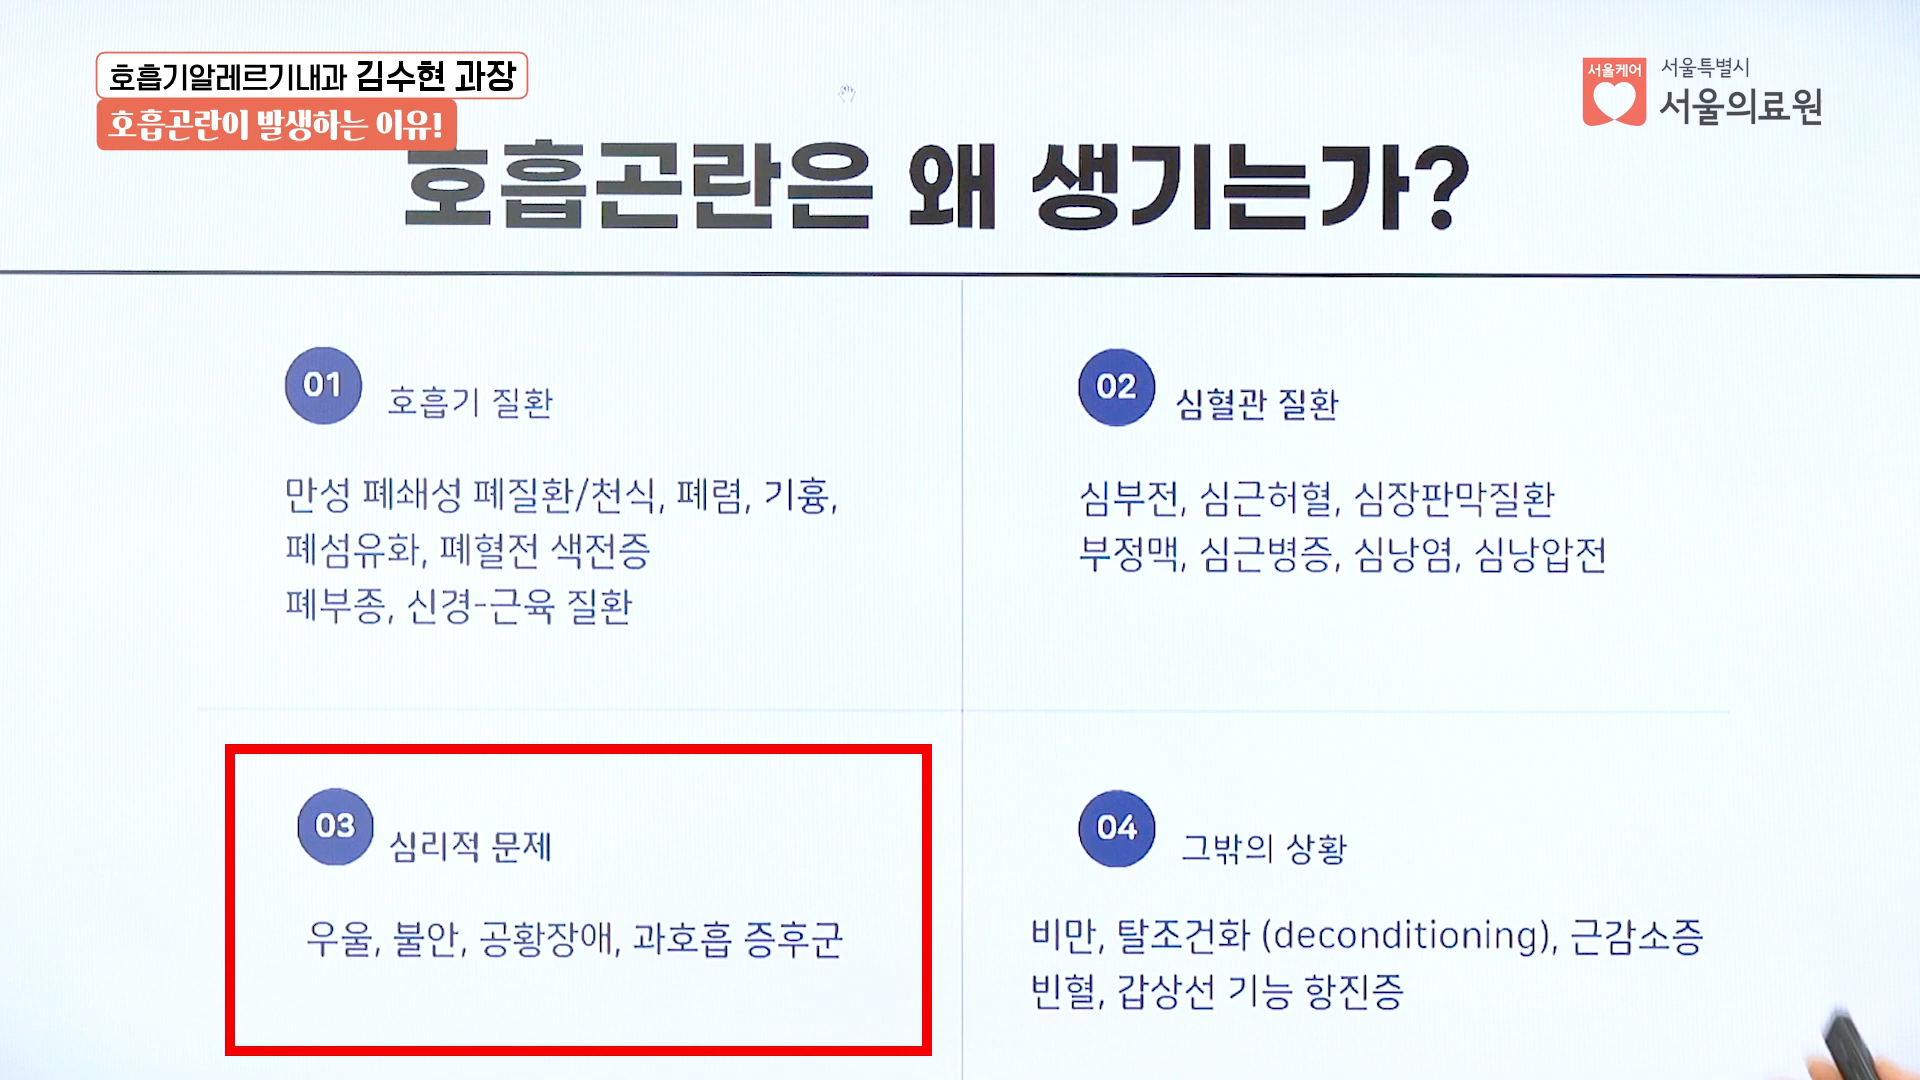 호흡기알레르기내과 김수현 과장
호흡곤란이 발생하는 이유!
서울케어
서울특별시
서울의료원
호흡곤란은 왜 생기는가?
01
호흡기 질환
만성 폐쇄성 폐질환/천식, 폐렴, 기흉,
폐섬유화, 폐혈전 색전증
폐부종, 신경-근육 질환
02
심혈관 질환
심부전, 심근허혈, 심장판막질환
부정맥, 심근병증, 심낭염, 심낭압전
03
심리적 문제
우울, 불안, 공황장애, 과호흡 증후군
04
그밖의 상황
비만, 탈조건화 (deconditioning), 근감소증
빈혈, 갑상선 기능 항진증